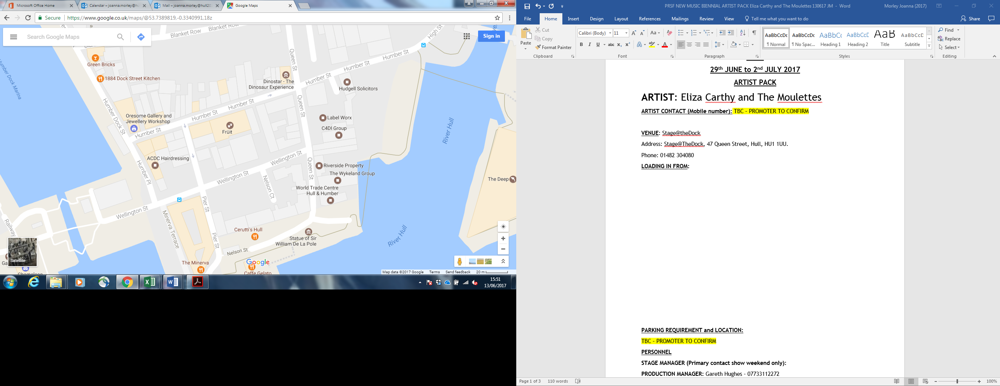 Microsoft Office Home
Calendar – joanna.morley@hu
Mail – joanna.morley@hull20
Google Maps
Secure
https://www.google.co.uk/maps/@53.7389819,-0.3340991,18z
Search Google Maps
Sign in
Blanket Row
Blanket Row
High St
Queen St
Humber St
Green Bricks
1884 Dock Street Kitchen
Humber Dock Marina
Dinostar - The
Dinosaur Experience
Humber St
Humber St
Hudgell Solicitors
Humber Dock St
Humber St
Queen St
Oresome Gallery and
Jewellery Workshop
Humber St
Label Worx
C4DI Group
Früit
Humber St
River Hull
ACDC Hairdressing
Wellington St
Queen St
Riverside Property
The Wykeland Group
Humber Pl
Wellington St
Nelson Ct
The Deep
World Trade Centre
Hull & Humber
Pier St
Wellington St
Minerva Terrace
Railway
Cerutti's Hull
Statue of Sir
William De La Pole
River Hull
Pier St
Nelson St
Satellite
The Minerva
Google
Caffe Gelato
Chameleon
Map data ©2017 Google
Terms
Send feedback
20 m
15:51
13/06/2017
PRSF NEW MUSIC BIENNIAL ARTIST PACK Eliza Carthy and The Moulettes 130617 JM - Word
Morley Joanna (2017)
File
Home
Insert
Design
Layout
References
Mailings
Review
View
Tell me what you want to do
Share
Paste
Cut
Copy
Format Painter
Clipboard
Calibri (Body)
11
Font
Paragraph
AaBbCcDc
¶ Normal
AaBbCcDc
¶ No Spac...
AaBbCc
Heading 1
AaBbCcD
Heading 2
AaB
Title
AaBbCcD
Subtitle
Styles
Find
Replace
Select
Editing
29th JUNE to 2nd JULY 2017
ARTIST PACK
ARTIST: Eliza Carthy and The Moulettes
ARTIST CONTACT (Mobile number): TBC – PROMOTER TO CONFIRM
VENUE: Stage@theDock
Address: Stage@TheDock, 47 Queen Street, Hull, HU1 1UU.
Phone: 01482 304080
LOADING IN FROM:
PARKING REQUIREMENT and LOCATION:
TBC – PROMOTER TO CONFIRM
PERSONNEL
STAGE MANAGER (Primary contact show weekend only):
PRODUCTION MANAGER: Gareth Hughes – 07733112272
Page 1 of 3
110 words
100%